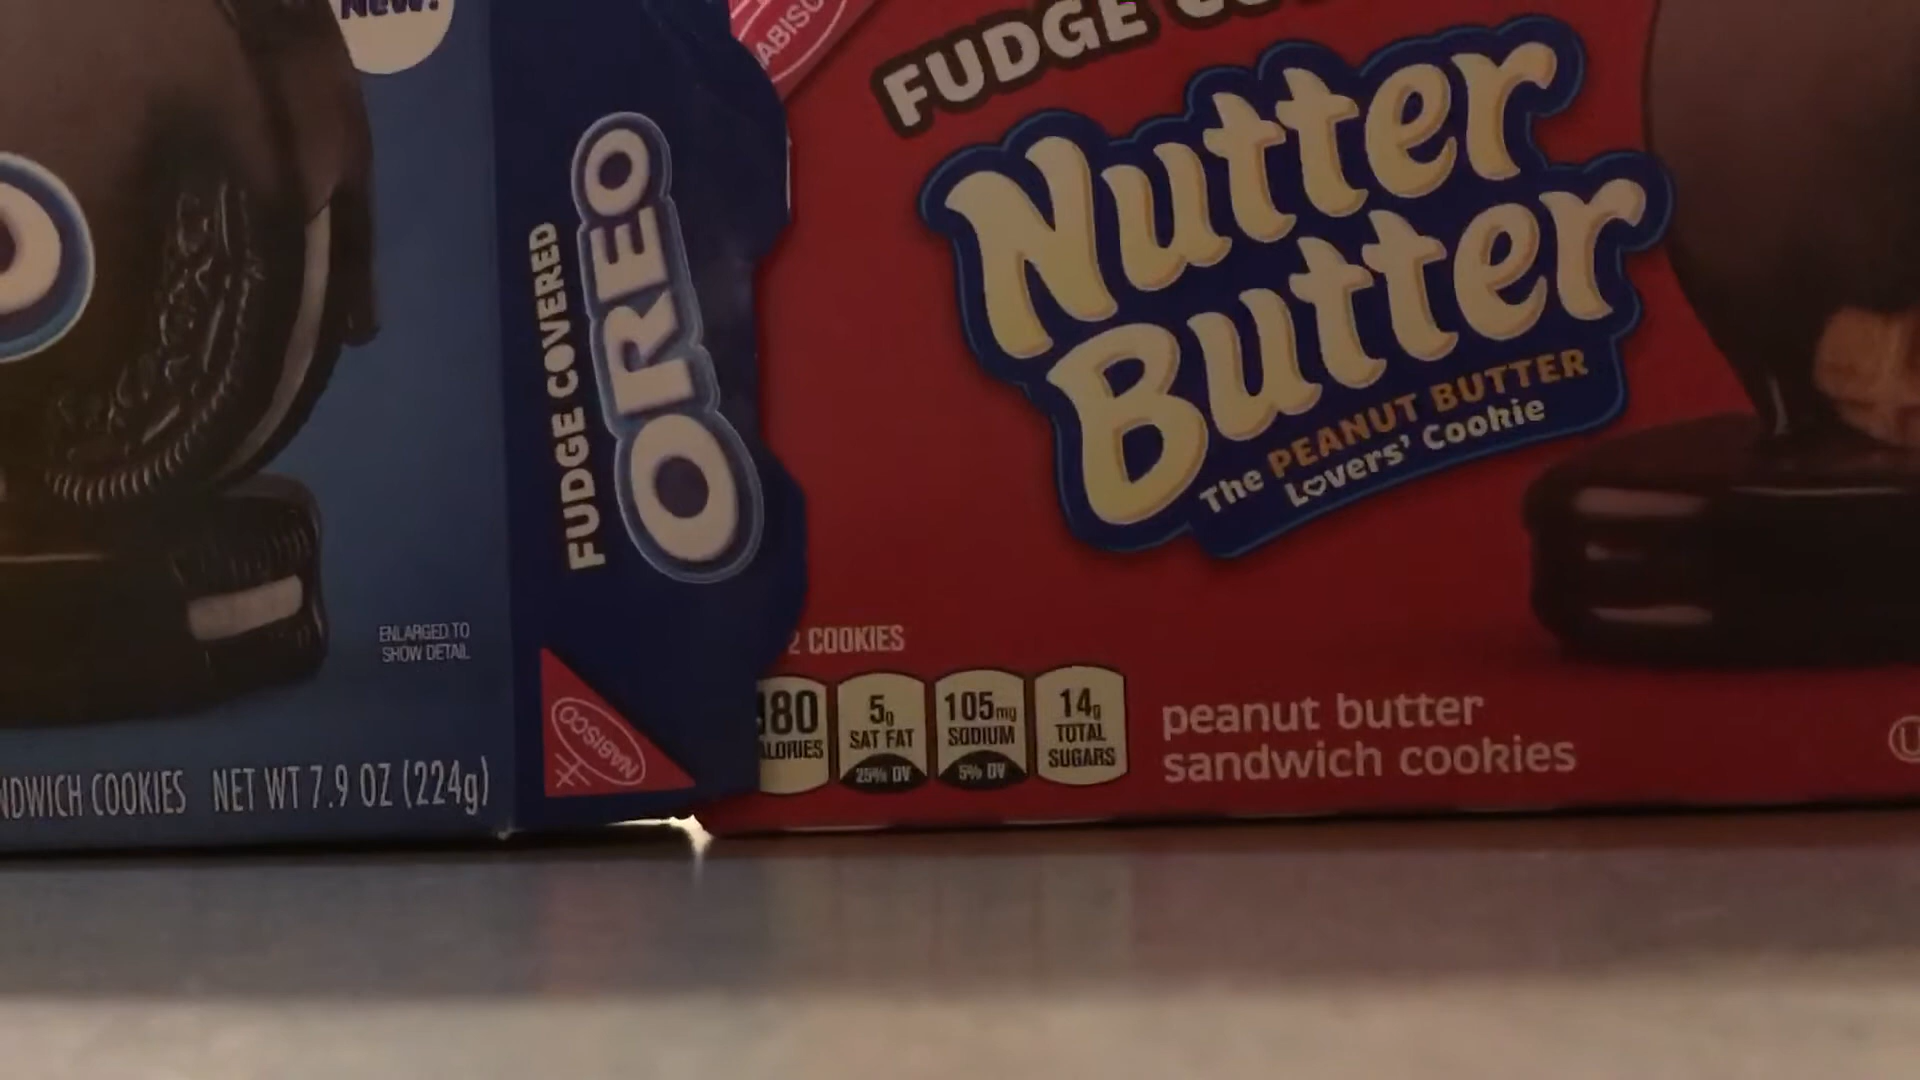 New!
FUDGE COVERED
OREO
ENLARGED TO
SHOW DETAIL
NABISCO
COOKIES NET WT 7.9 OZ (224g)
FUDGE
Nutter
Butter
The PEANUT BUTTER
Lovers' Cookie
2 COOKIES
5g
SAT FAT
25% DV
105mg
SODIUM
5% DV
14g
TOTAL
SUGARS
peanut butter
sandwich cookies
U